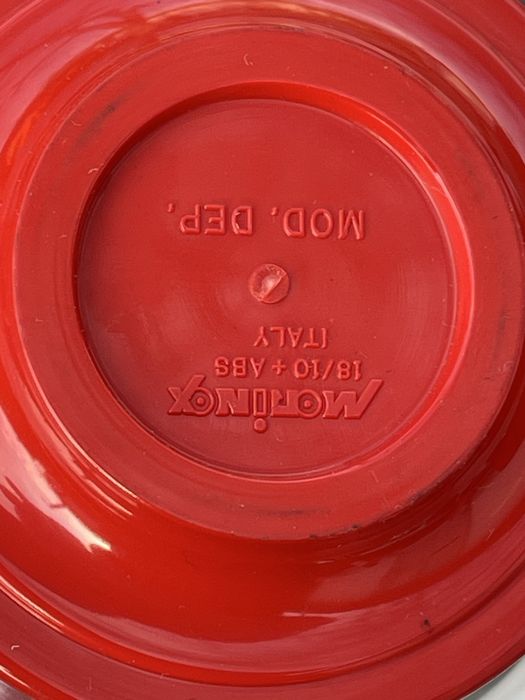 Morinox
18/10 + ABS
ITALY
MOD. DEP.